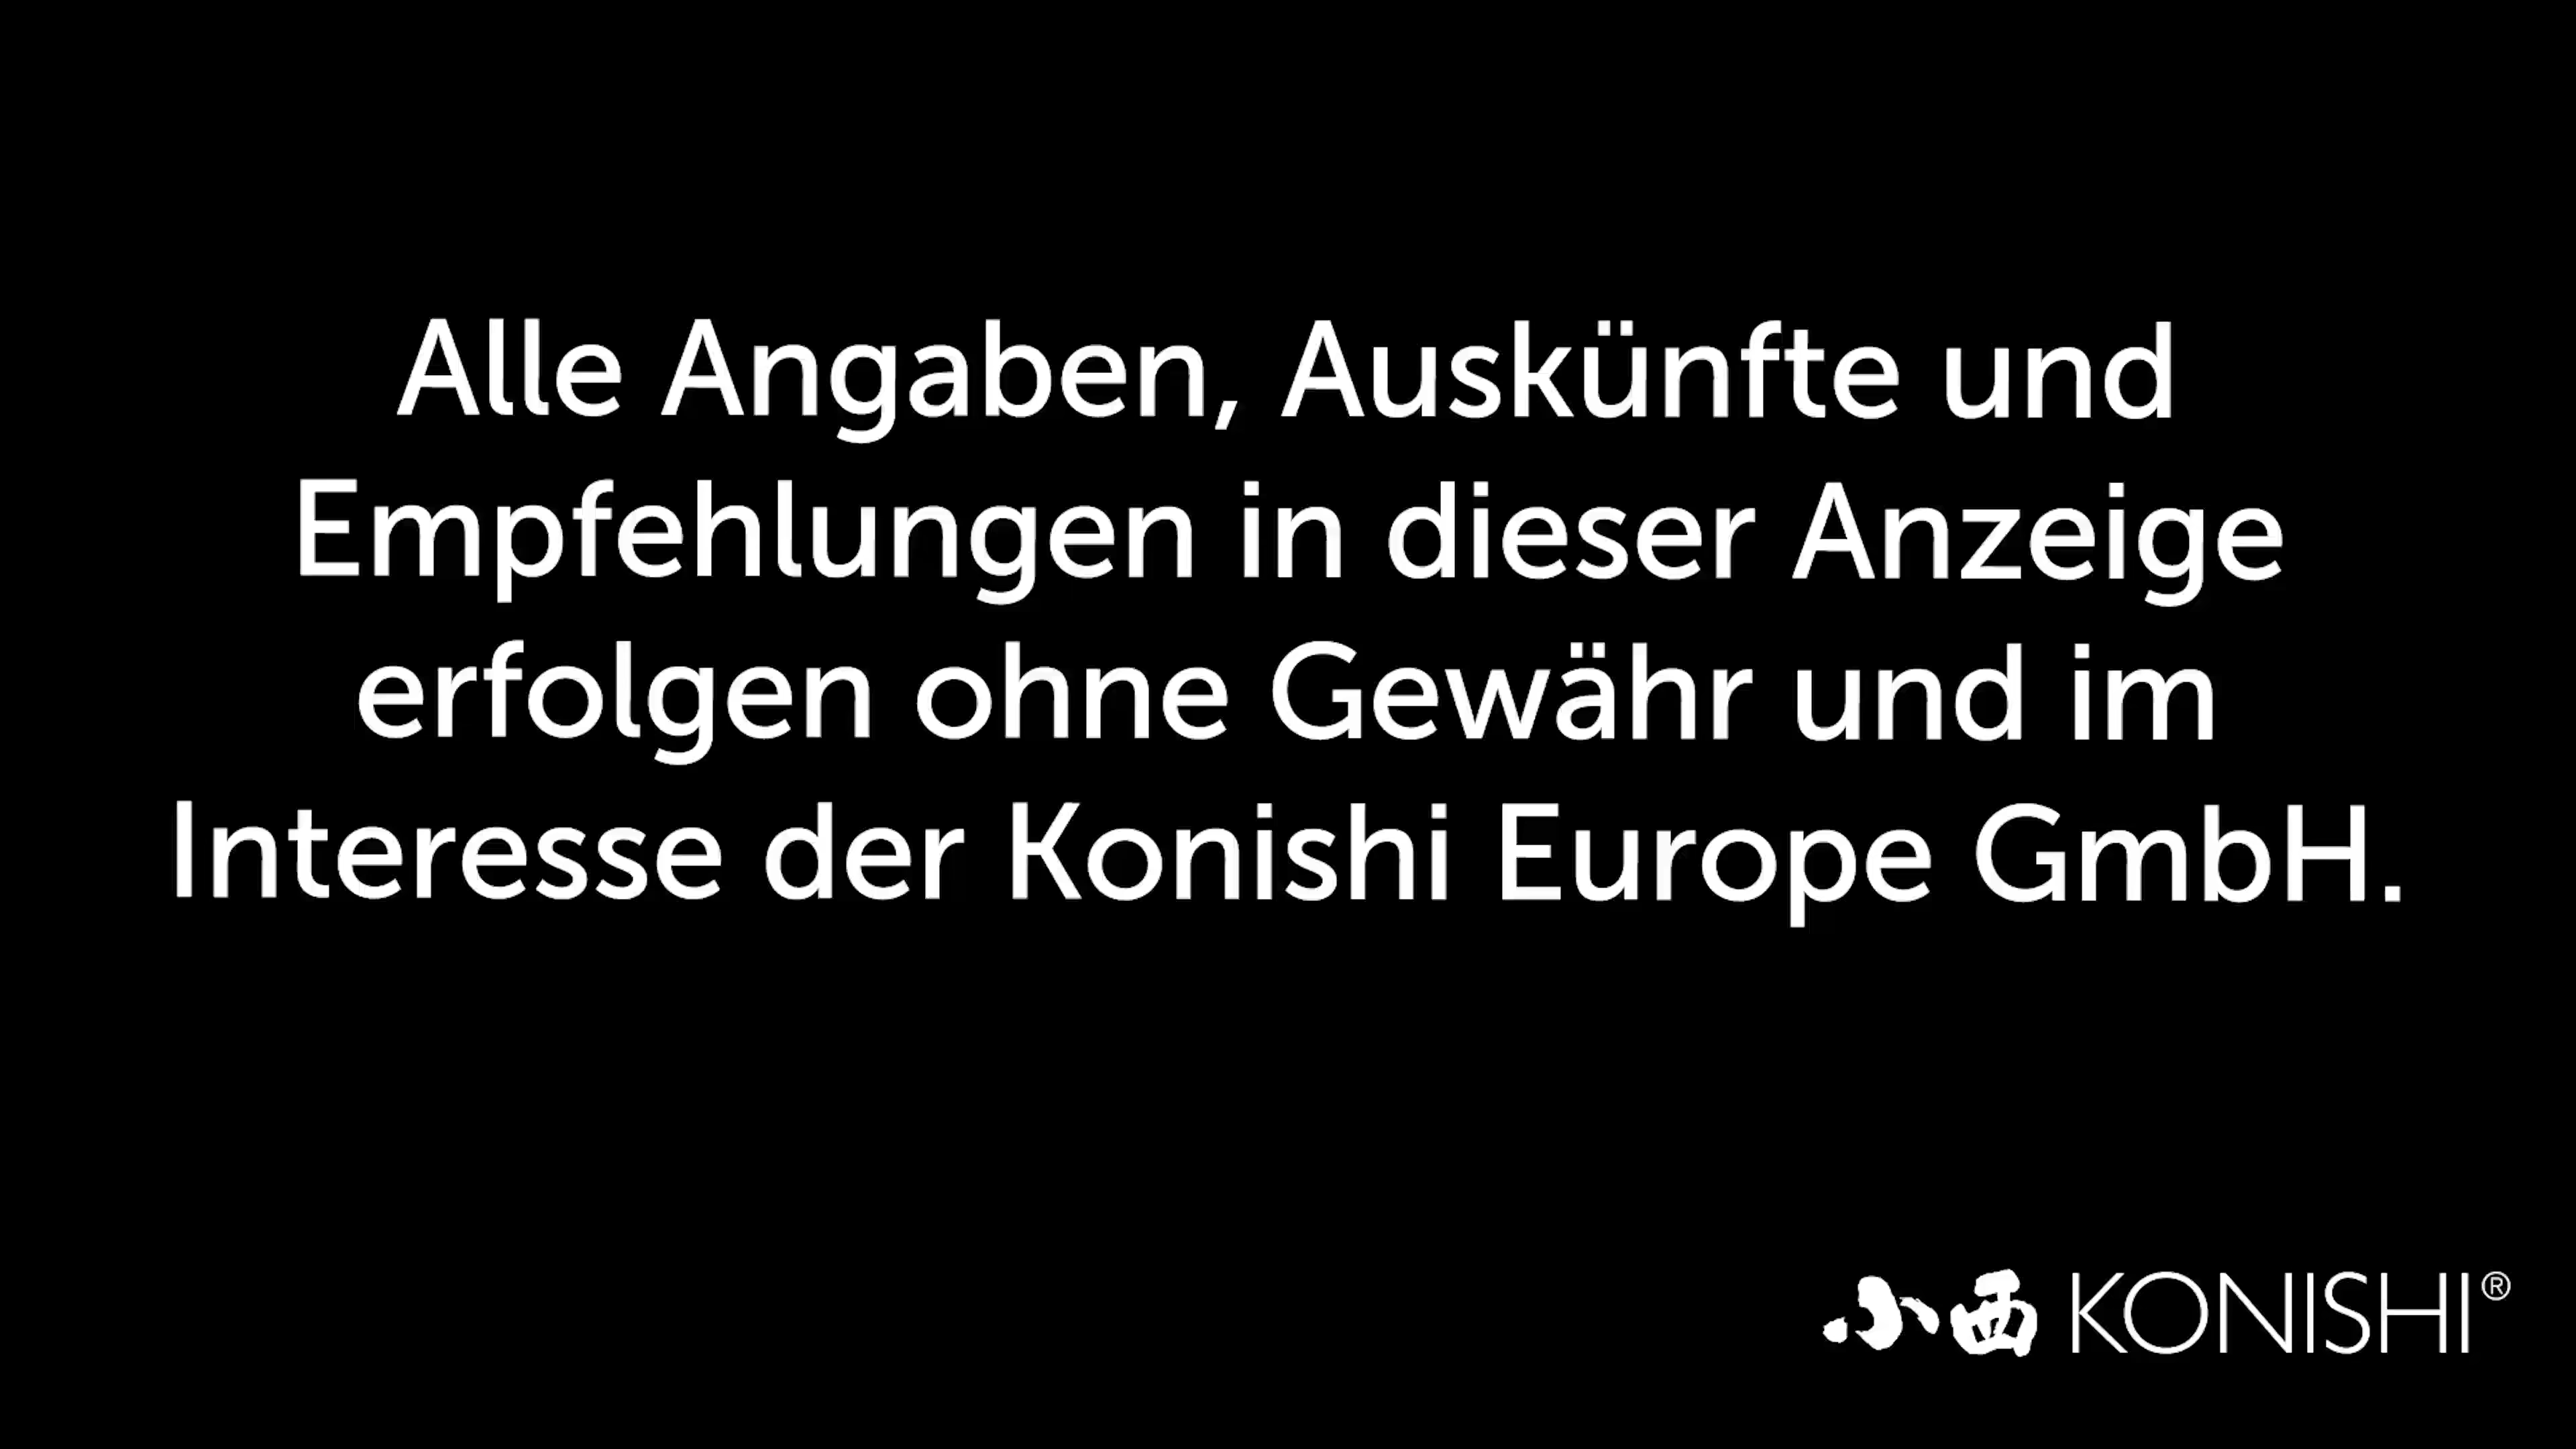 Alle Angaben, Auskünfte und
Empfehlungen in dieser Anzeige
erfolgen ohne Gewähr und im
Interesse der Konishi Europe GmbH.
小西 KONISHI®